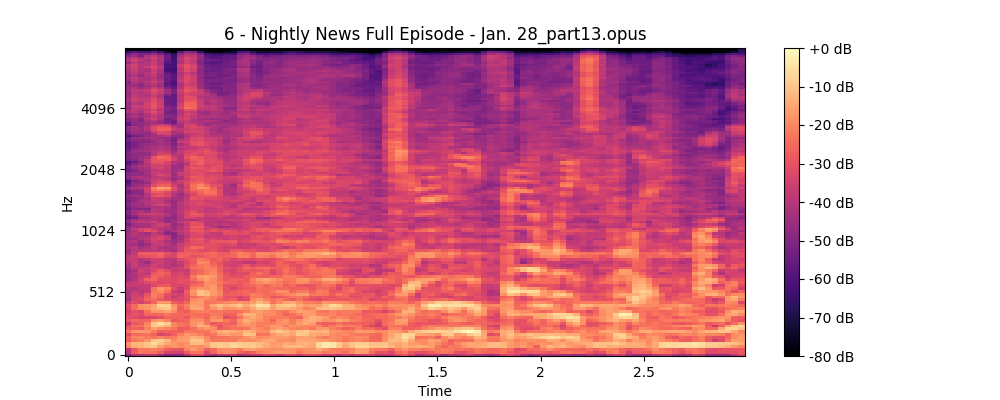 6 - Nightly News Full Episode - Jan. 28_part13.opus
Hz
4096
2048
1024
512
0
0
0.5
1
1.5
2
2.5
Time
+0 dB
-10 dB
-20 dB
-30 dB
-40 dB
-50 dB
-60 dB
-70 dB
-80 dB